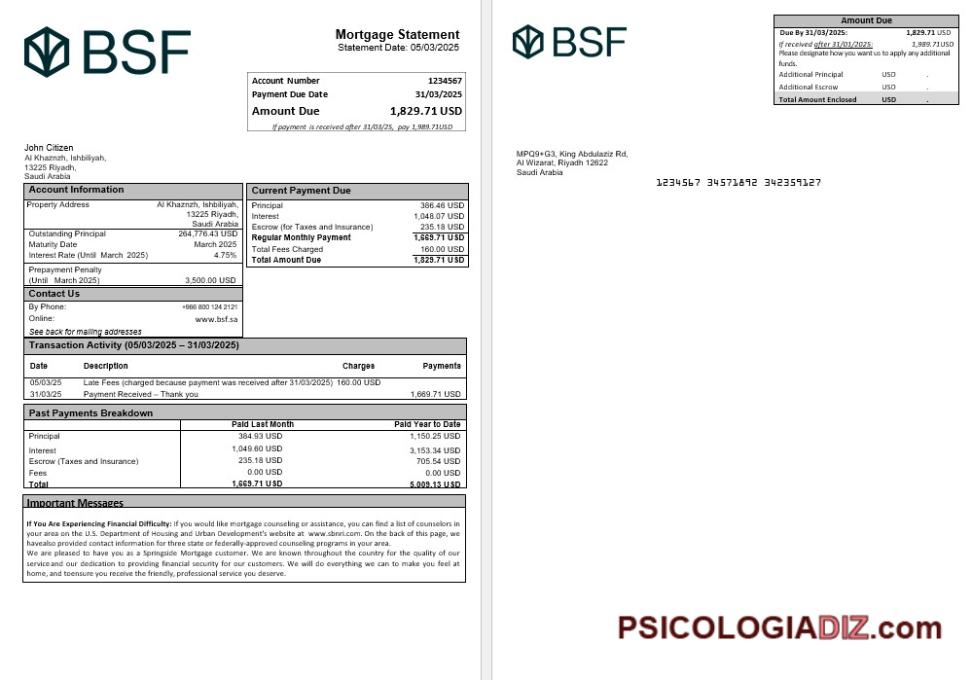 BSF
Mortgage Statement
Statement Date: 05/03/2025
Account Number 1234567
Payment Due Date 31/03/2025
Amount Due 1,829.71 USD
If payment is received after 31/03/25, pay 1,989.71USD
John Citizen
Al Khaznzh, Ishbiliyah,
13225 Riyadh,
Saudi Arabia
Account Information
Property Address Al Khaznzh, Ishbiliyah,
13225 Riyadh,
Saudi Arabia
Outstanding Principal 264,776.43 USD
Maturity Date March 2025
Interest Rate (Until March 2025) 4.75%
Prepayment Penalty
(Until March 2025) 3,500.00 USD
Contact Us
By Phone: +966 800 124 2121
Online: www.bsf.sa
See back for mailing addresses
Current Payment Due
Principal 386.46 USD
Interest 1,048.07 USD
Escrow (for Taxes and Insurance) 235.18 USD
Regular Monthly Payment 1,669.71 USD
Total Fees Charged 160.00 USD
Total Amount Due 1,829.71 USD
Transaction Activity (05/03/2025 – 31/03/2025)
Date Description Charges Payments
05/03/25 Late Fees (charged because payment was received after 31/03/2025) 160.00 USD
31/03/25 Payment Received – Thank you 1,669.71 USD
Past Payments Breakdown
Paid Last Month Paid Year to Date
Principal 384.93 USD 1,150.25 USD
Interest 1,049.60 USD 3,153.34 USD
Escrow (Taxes and Insurance) 235.18 USD 705.54 USD
Fees 0.00 USD 0.00 USD
Total 1,669.71 USD 5,009.13 USD
Important Messages
If You Are Experiencing Financial Difficulty: If you would like mortgage counseling or assistance, you can find a list of counselors in
your area on the U.S. Department of Housing and Urban Development's website at www.sbnri.com. On the back of this page, we
havealso provided contact information for three state or federally-approved counseling programs in your area.
We are pleased to have you as a Springside Mortgage customer. We are known throughout the country for the quality of our
serviceand our dedication to providing financial security for our customers. We will do everything we can to make you feel at
home, and toensure you receive the friendly, professional service you deserve.
BSF
Amount Due
Due By 31/03/2025: 1,829.71 USD
If received after 31/01/2025: 1,989.71USD
Please designate how you want us to apply any additional
funds.
Additional Principal USD .
Additional Escrow USD .
Total Amount Enclosed USD .
MPQ9+G3, King Abdulaziz Rd,
Al Wizarat, Riyadh 12622
Saudi Arabia
1234567 34571892 342359127
PSICOLOGIADIZ.com